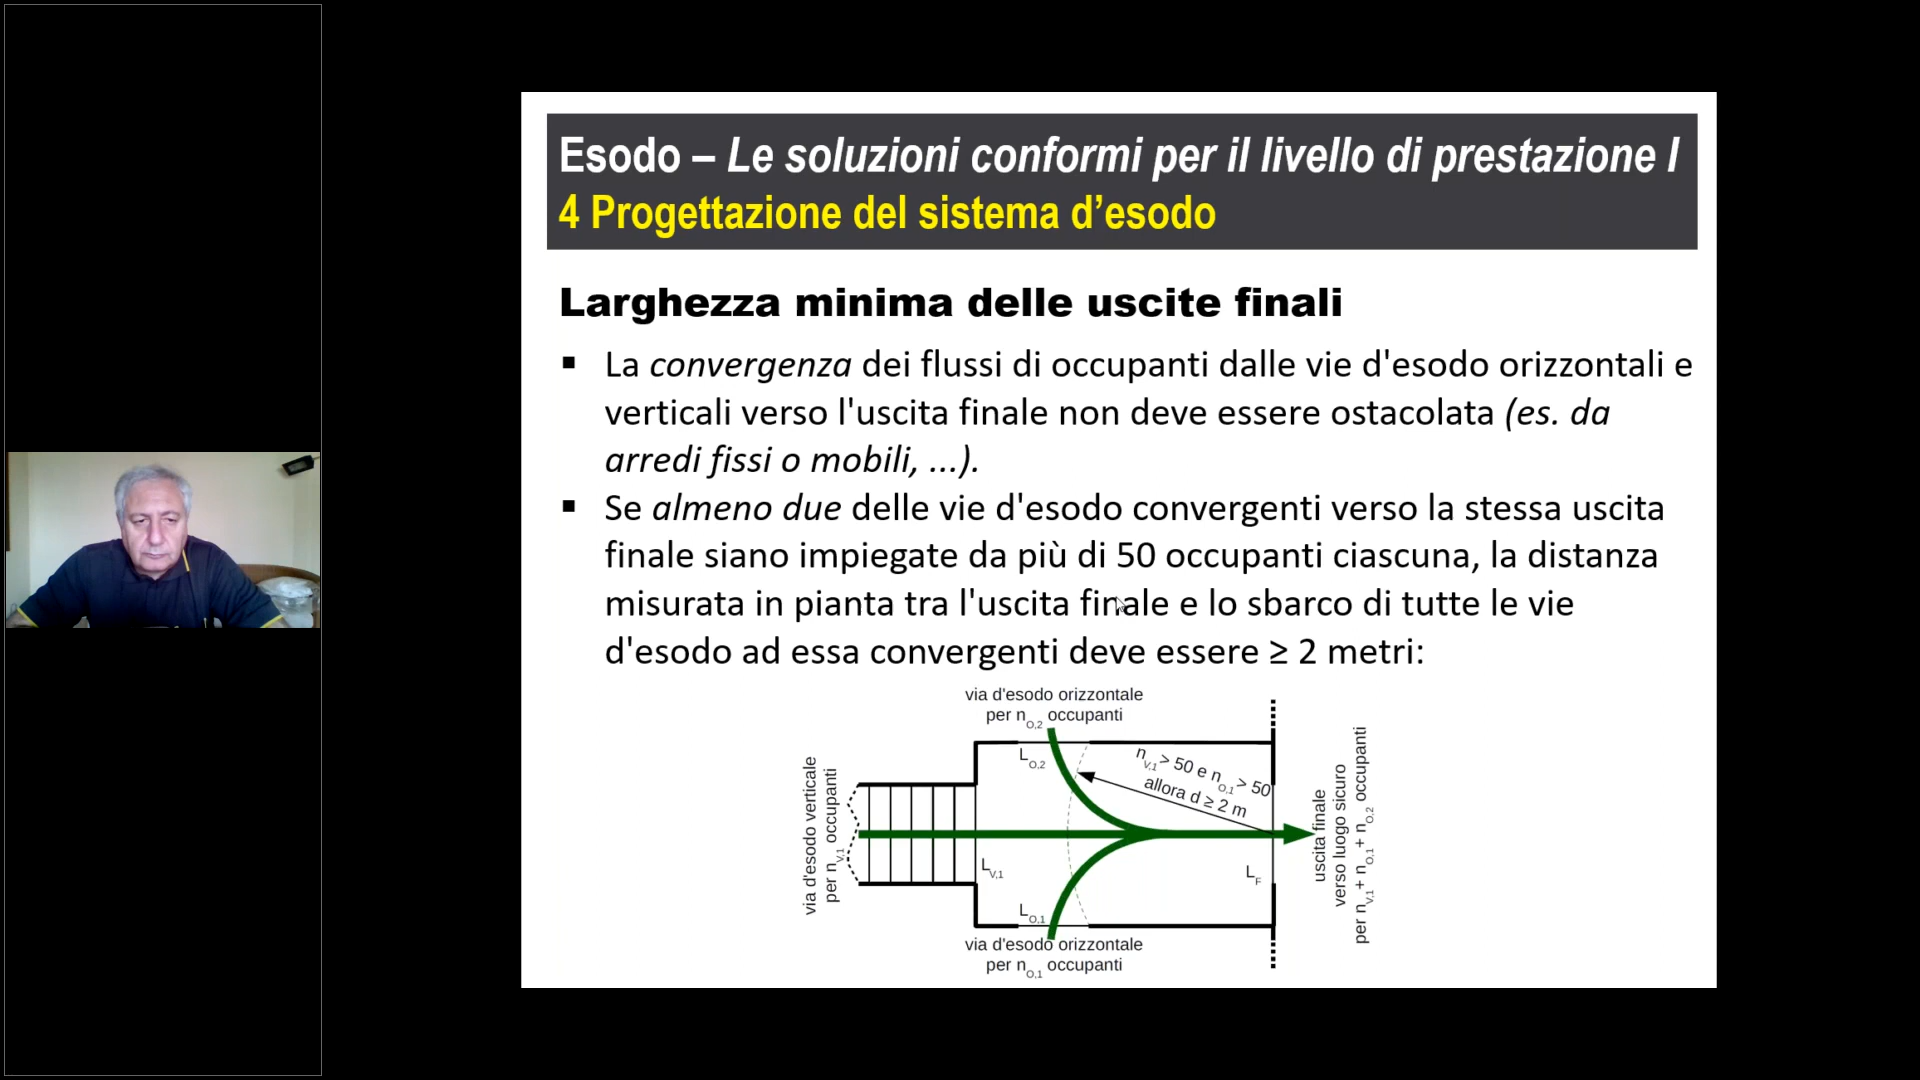 Esodo – Le soluzioni conformi per il livello di prestazione I
4 Progettazione del sistema d’esodo
Larghezza minima delle uscite finali
▪ La convergenza dei flussi di occupanti dalle vie d'esodo orizzontali e
verticali verso l'uscita finale non deve essere ostacolata (es. da
arredi fissi o mobili, ...).
▪ Se almeno due delle vie d'esodo convergenti verso la stessa uscita
finale siano impiegate da più di 50 occupanti ciascuna, la distanza
misurata in pianta tra l'uscita finale e lo sbarco di tutte le vie
d'esodo ad essa convergenti deve essere ≥ 2 metri:
via d'esodo orizzontale
per nO,2 occupanti
via d'esodo verticale
per nV,1 occupanti
LO,2
nV,1 > 50 e nO,1 > 50
allora d ≥ 2 m
LV,1
LF
LO,1
uscita finale
verso luogo sicuro
per nV,1 + nO,1 + nO,2 occupanti
via d'esodo orizzontale
per nO,1 occupanti